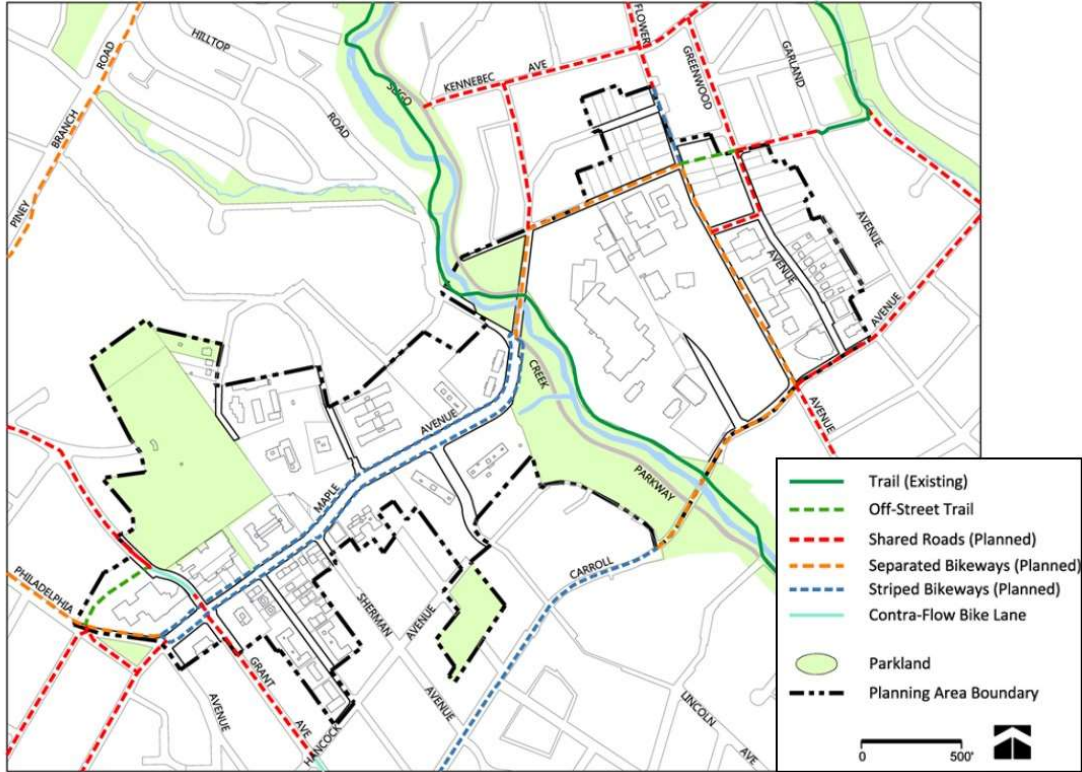 HILLTOP
ROAD
PINEY
BRANCH
ROAD
SLIGO
CREEK
PARKWAY
KENNEBEC
AVE
FLOWER
AVENUE
GREENWOOD
AVENUE
GARLAND
AVENUE
AVENUE
MAPLE
AVENUE
PHILADELPHIA
SHERMAN
AVENUE
CARROLL
GRANT
AVE
HANCOCK
AVENUE
AVENUE
LINCOLN
AVE
Trail (Existing)
Off-Street Trail
Shared Roads (Planned)
Separated Bikeways (Planned)
Striped Bikeways (Planned)
Contra-Flow Bike Lane
Parkland
Planning Area Boundary
0
500'